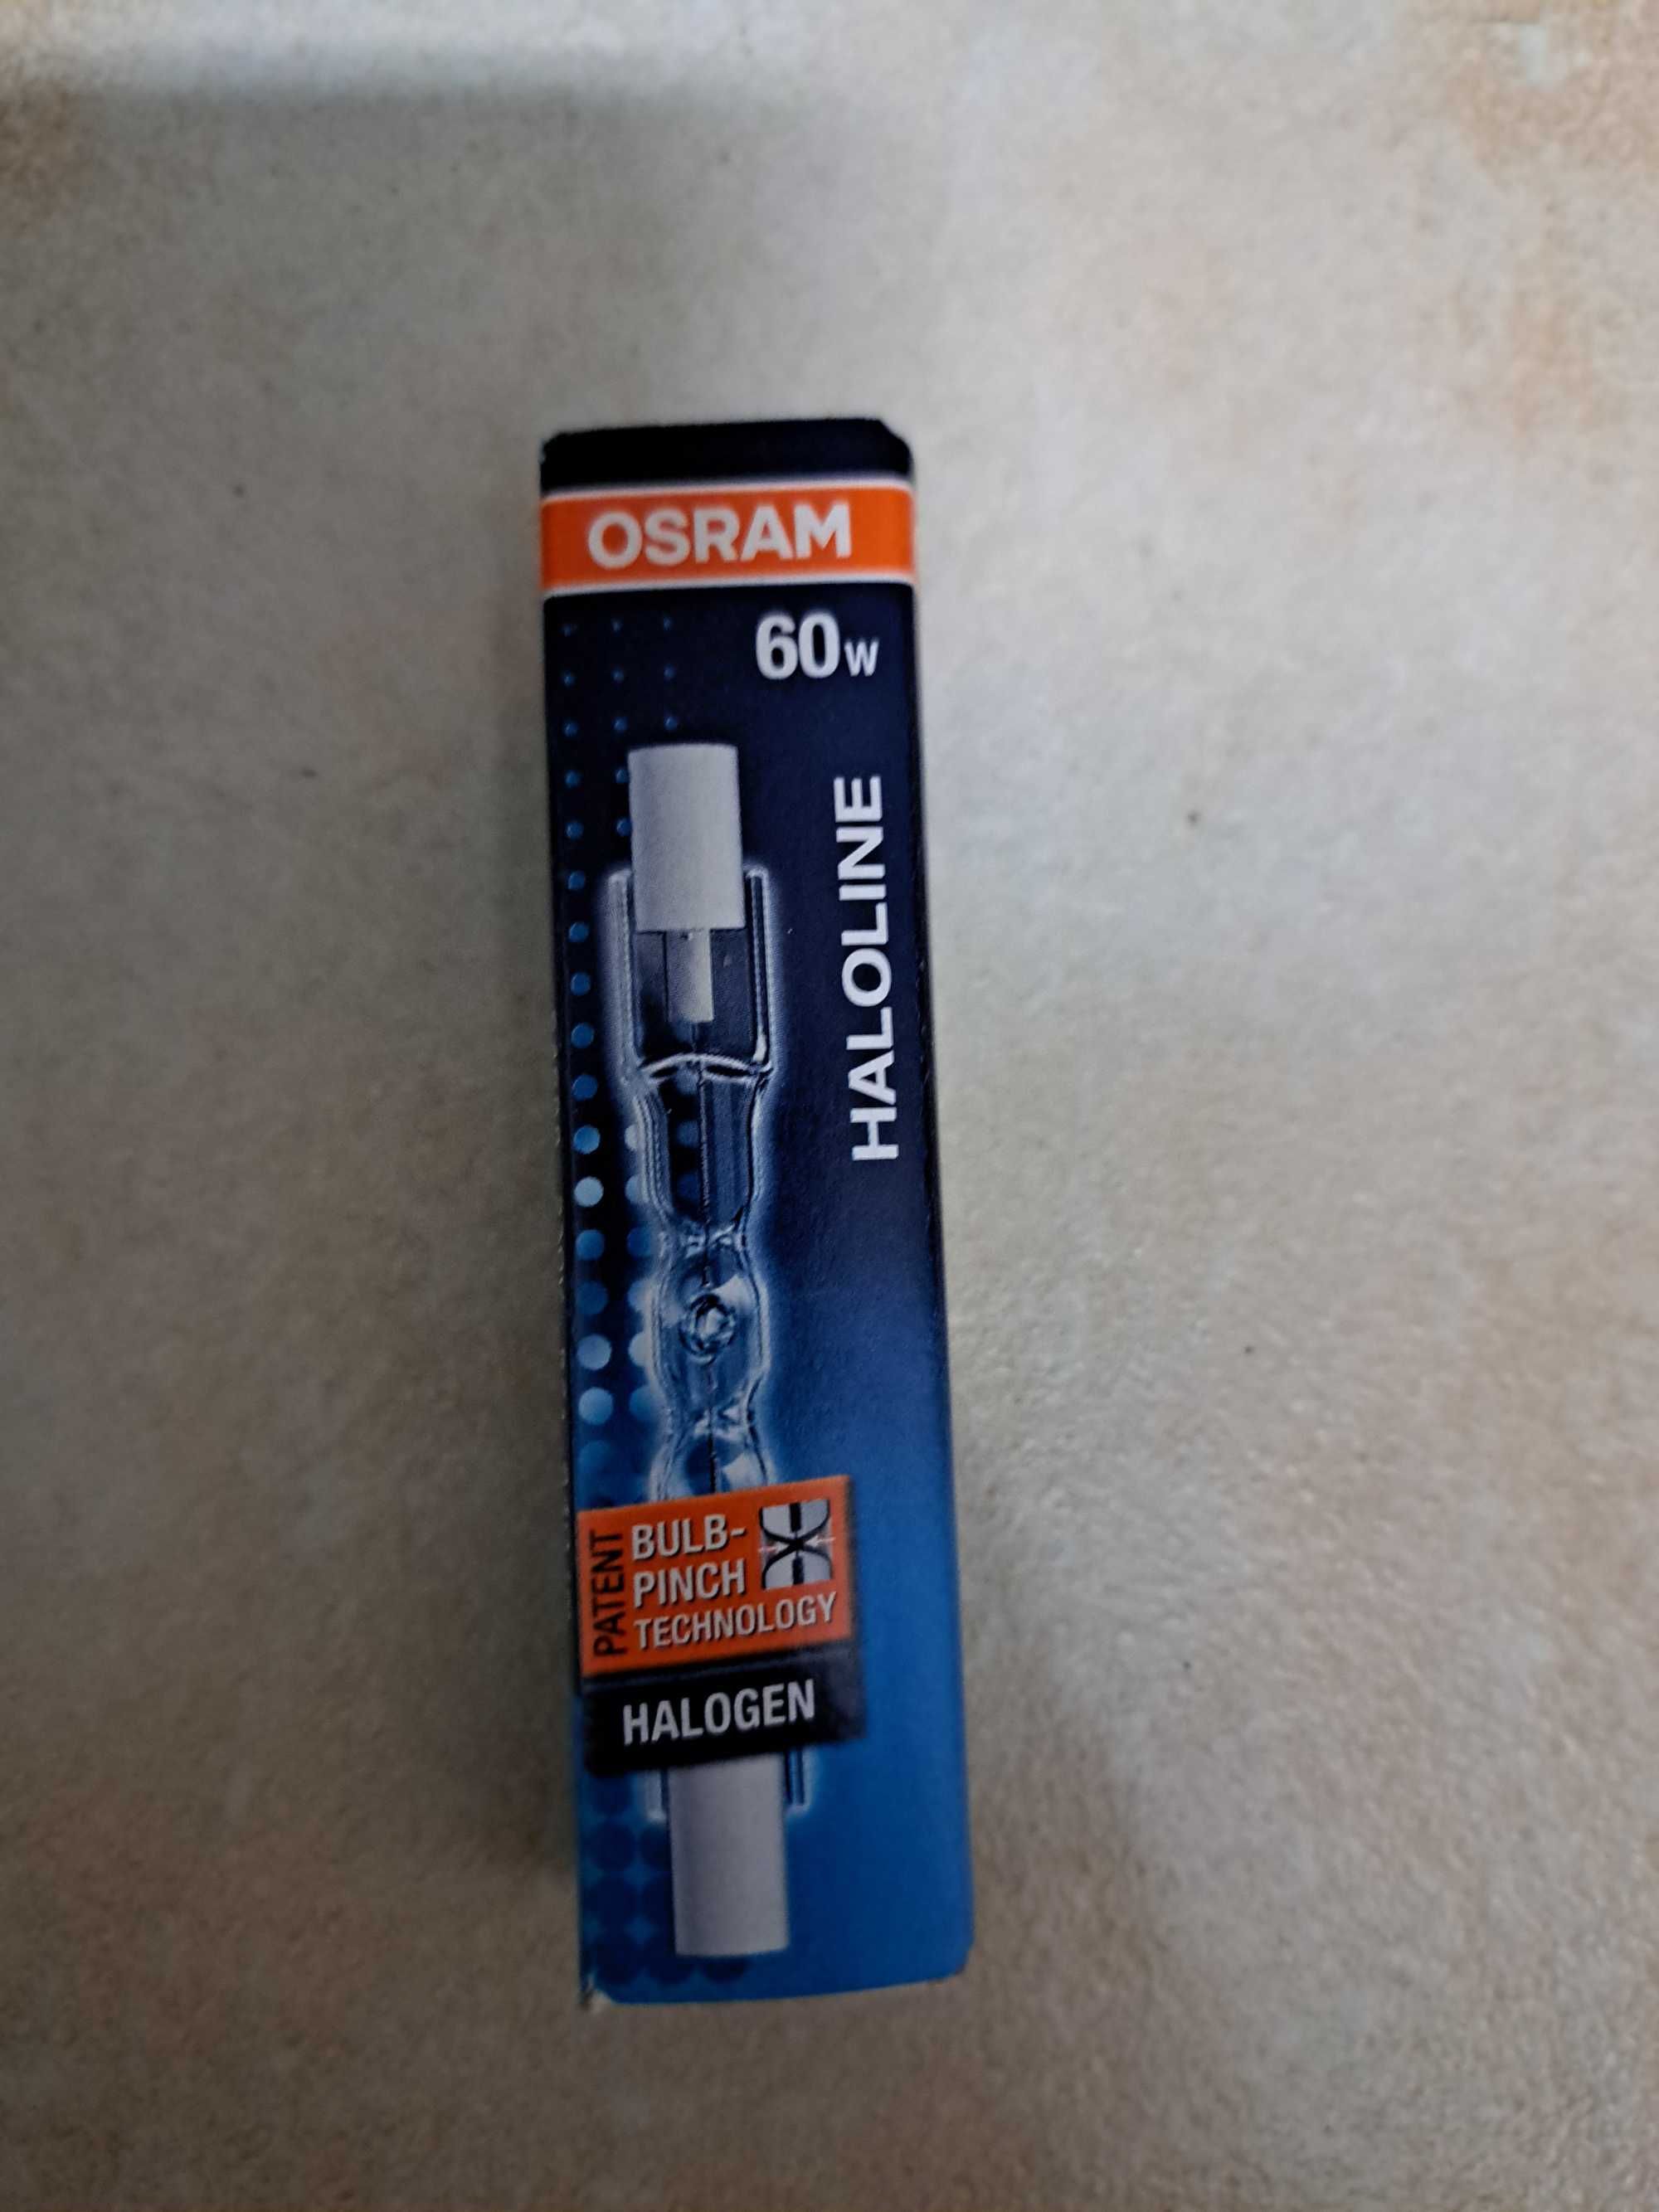 OSRAM
60W
HALOLINE
PATENT
BULB-
PINCH
TECHNOLOGY
HALOGEN